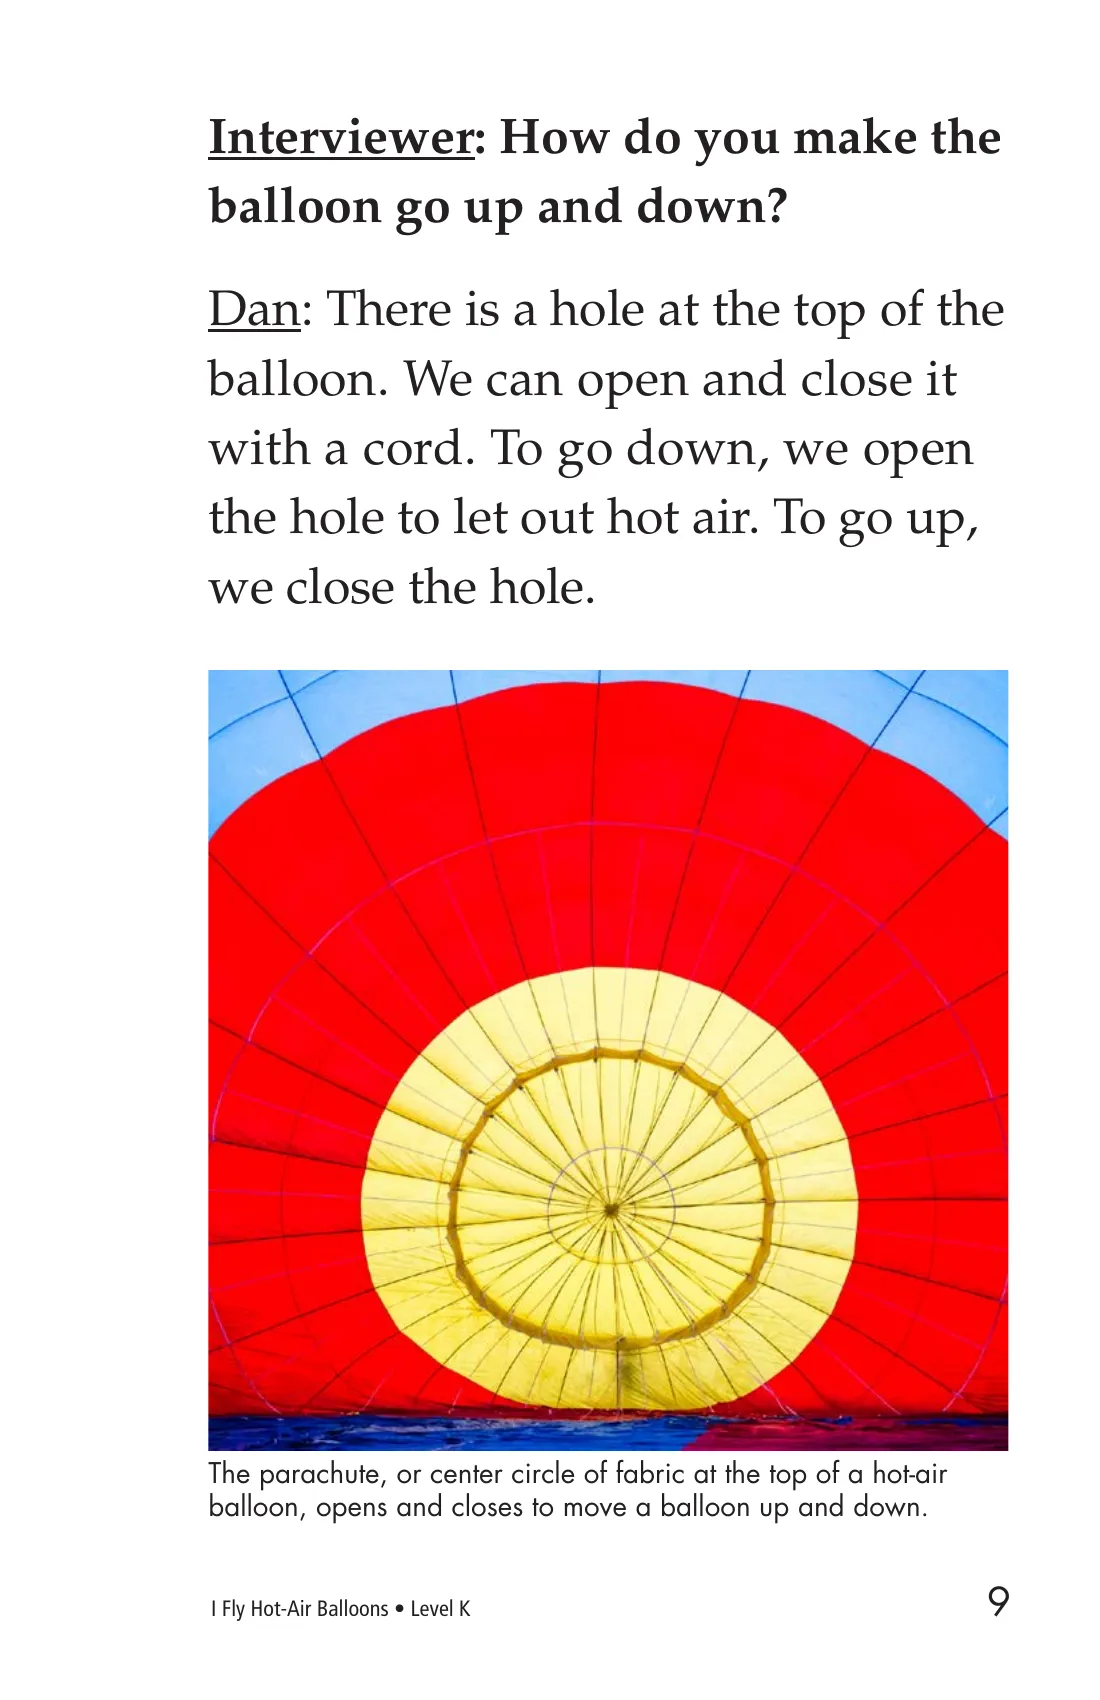 Interviewer: How do you make the
balloon go up and down?
Dan: There is a hole at the top of the
balloon. We can open and close it
with a cord. To go down, we open
the hole to let out hot air. To go up,
we close the hole.
The parachute, or center circle of fabric at the top of a hot-air
balloon, opens and closes to move a balloon up and down.
I Fly Hot-Air Balloons • Level K
9